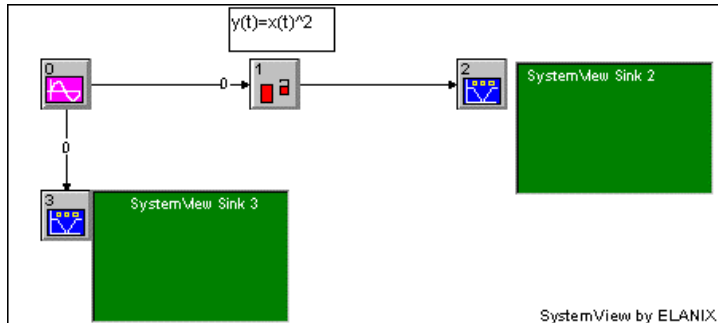 y(t)=x(t)^2
0
1
2
0
SystemView Sink 2
0
3
SystemView Sink 3
SystemView by ELANIX